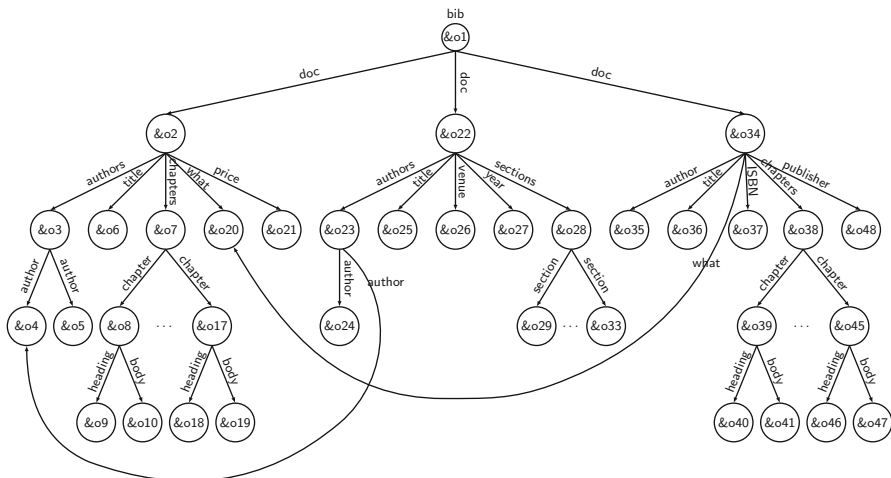 bib
&o1
doc doc doc
&o2 &o22 &o34
authors title chapters what price authors title venue year sections author title ISBN chapters publisher
&o3 &o6 &o7 &o20 &o21 &o23 &o25 &o26 &o27 &o28 &o35 &o36 &o37 &o38 &o48
author author chapter chapter author author section section what chapter chapter
&o4 &o5 &o8 ... &o17 &o24 &o29 ... &o33 &o39 ... &o45
heading body heading body heading body heading body
&o9 &o10 &o18 &o19 &o40 &o41 &o46 &o47